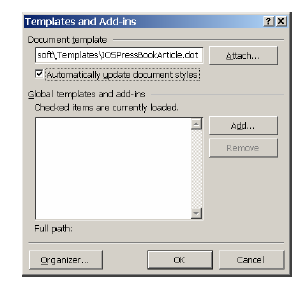 Templates and Add-ins
Document template
soft\Templates\IOSPressBookArticle.dot
Attach...
Automatically update document styles
Global templates and add-ins
Checked items are currently loaded.
Add...
Remove
Full path:
Organizer...
OK
Cancel